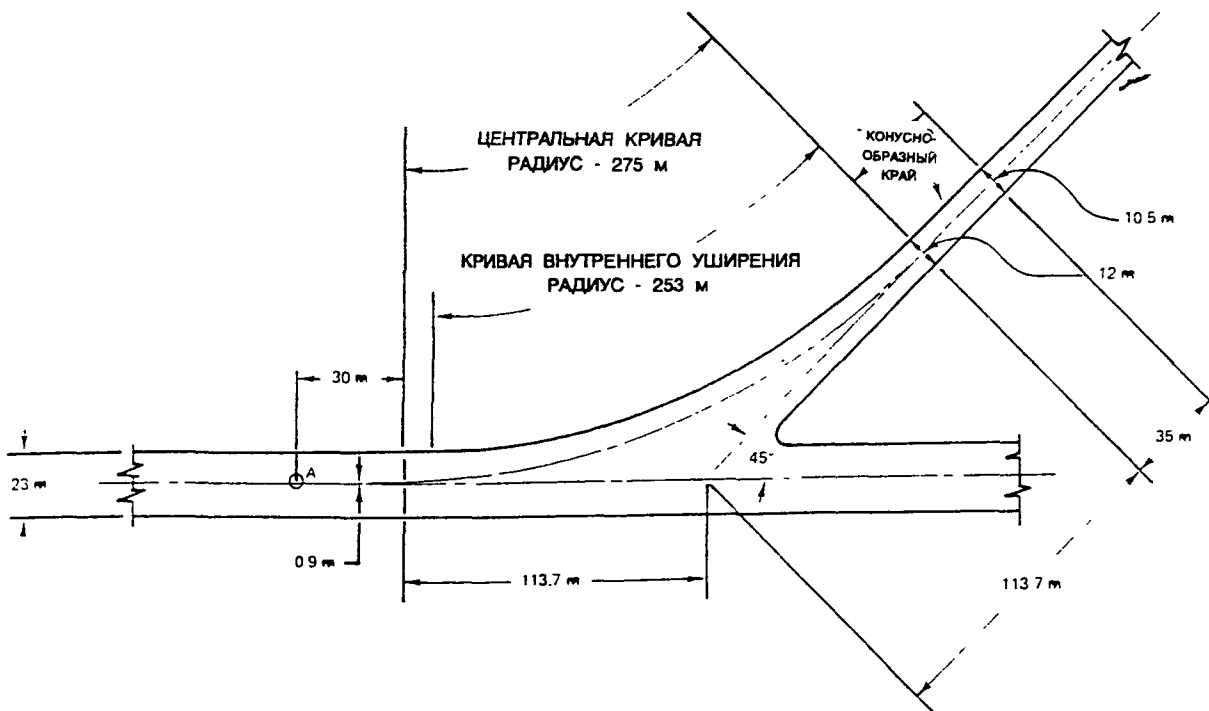 ЦЕНТРАЛЬНАЯ КРИВАЯ
РАДИУС - 275 м
КОНУСНО-
ОБРАЗНЫЙ
КРАЙ
10 5 m
КРИВАЯ ВНУТРЕННЕГО УШИРЕНИЯ
РАДИУС - 253 м
12 m
30 m
35 m
45°
A
23 m
0 9 m
113.7 m
113 7 m